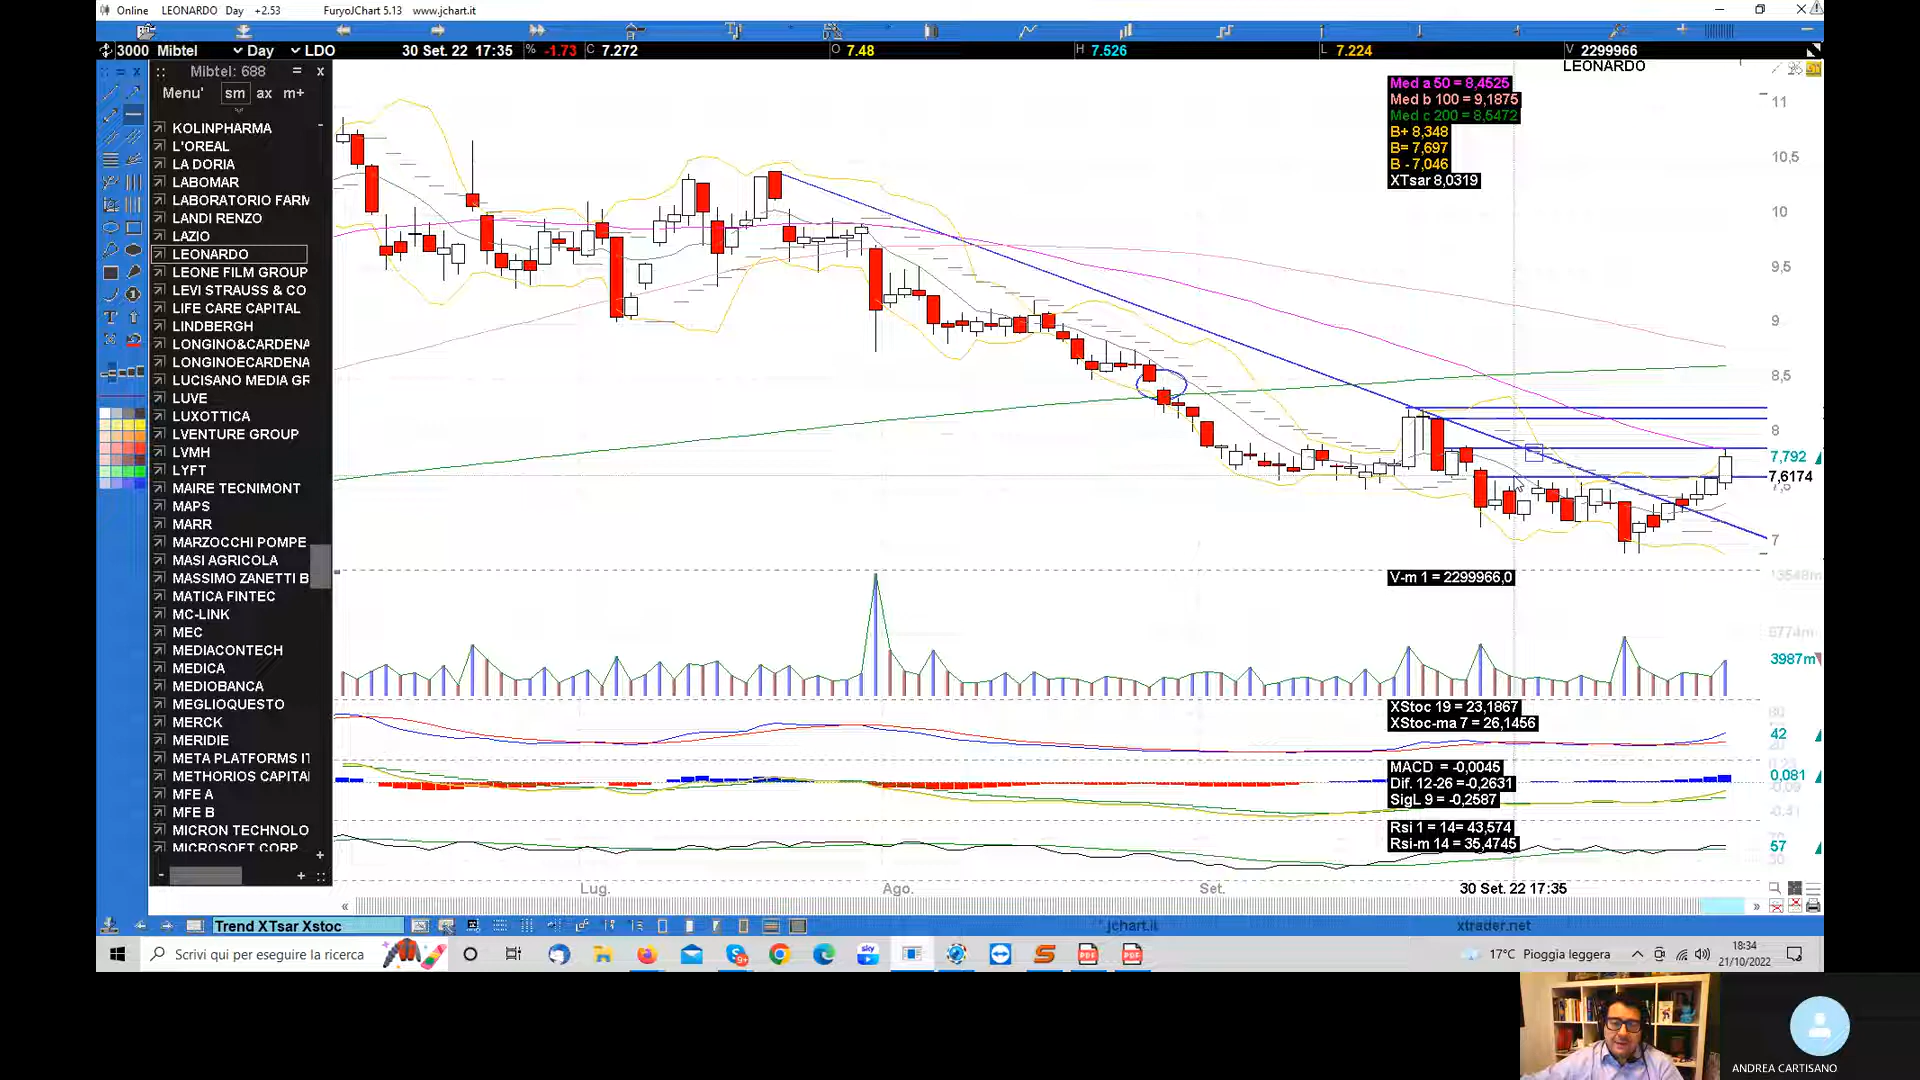 Online LEONARDO Day +2.53 FuryoJChart 5.13 www.jchart.it
3000 Mibtel Day LDO 30 Set. 22 17:35 % -1.73 C 7.272 O 7.48 H 7.526 L 7.224 V 2299966
LEONARDO
Mibtel: 688 = x
Menu' sm ax m+
KOLINPHARMA
L'OREAL
LA DORIA
LABOMAR
LABORATORIO FARM
LANDI RENZO
LAZIO
LEONARDO
LEONE FILM GROUP
LEVI STRAUSS & CO
LIFE CARE CAPITAL
LINDBERGH
LONGINO&CARDENA
LONGINOECARDENA
LUCISANO MEDIA GR
LUVE
LUXOTTICA
LVENTURE GROUP
LVMH
LYFT
MAIRE TECNIMONT
MAPS
MARR
MARZOCCHI POMPE
MASI AGRICOLA
MASSIMO ZANETTI B
MATICA FINTEC
MC-LINK
MEC
MEDIACONTECH
MEDICA
MEDIOBANCA
MEGLIOQUESTO
MERCK
MERIDIE
META PLATFORMS IT
METHORIOS CAPITAI
MFE A
MFE B
MICRON TECHNOLO
MICROSOFT CORP
Med a 50 = 8,4525
Med b 100 = 9,1875
Med c 200 = 8,5472
B+ 8,348
B= 7,697
B - 7,046
XTsar 8,0319
11
10,5
10
9,5
9
8,5
8
7,792
7,6174
7
V-m 1 = 2299966,0
6774m
3987m
XStoc 19 = 23,1867
XStoc-ma 7 = 26,1456
42
MACD = -0,0045
Dif. 12-26 = -0,2631
SigL 9 = -0,2587
0,081
Rsi 1 = 14= 43,574
Rsi-m 14 = 35,4745
57
Lug. Ago. Set. 30 Set. 22 17:35
Trend XTsar Xstoc
jchart.it xtrader.net
Scrivi qui per eseguire la ricerca
17°C Pioggia leggera
18:34
21/10/2022
ANDREA CARTISANO